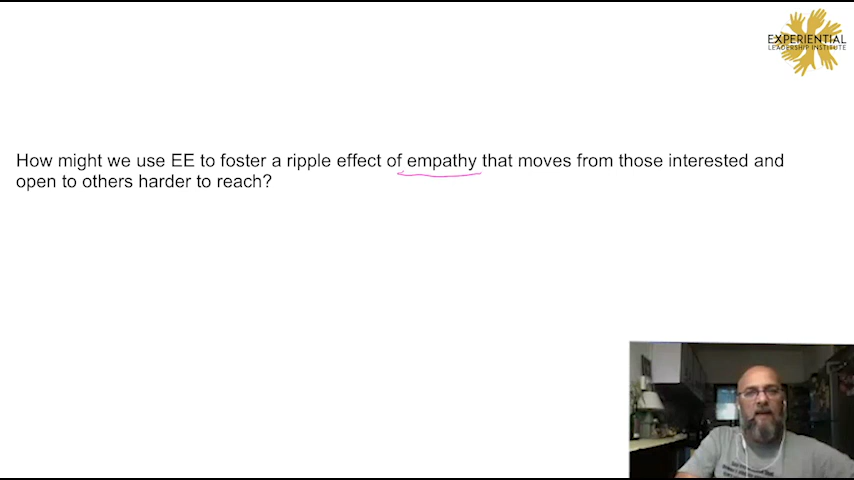 EXPERIENTIAL
LEADERSHIP INSTITUTE
How might we use EE to foster a ripple effect of empathy that moves from those interested and
open to others harder to reach?